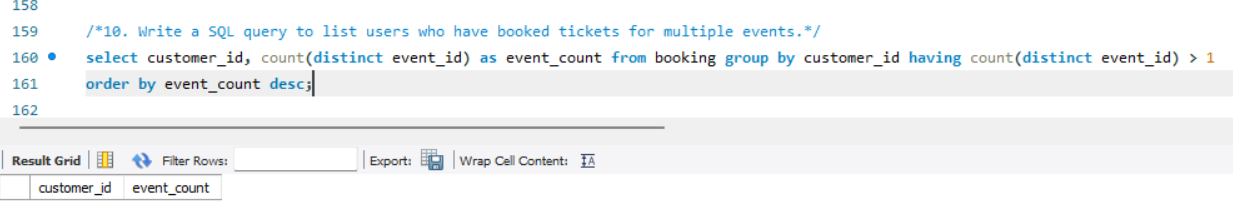 158
159 /*10. Write a SQL query to list users who have booked tickets for multiple events.*/
160 select customer_id, count(distinct event_id) as event_count from booking group by customer_id having count(distinct event_id) > 1
161 order by event_count desc;
162
Result Grid Filter Rows: Export: Wrap Cell Content: IA
customer_id event_count